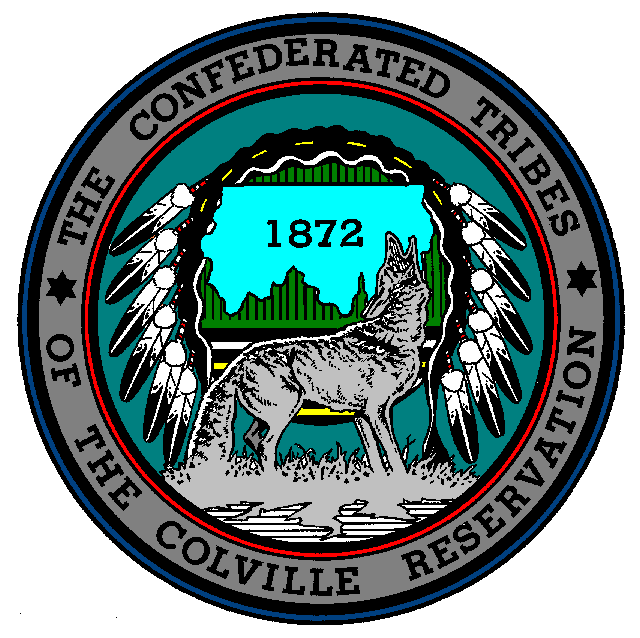 THE CONFEDERATED TRIBES
OF THE COLVILLE RESERVATION
1872